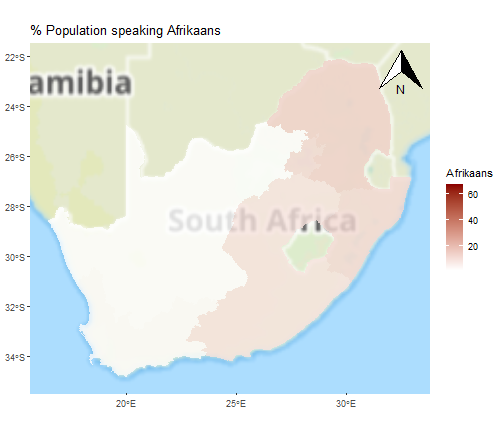 % Population speaking Afrikaans
22°S
24°S
26°S
28°S
30°S
32°S
34°S
amibia
South Africa
N
20°E
25°E
30°E
Afrikaans
60
40
20